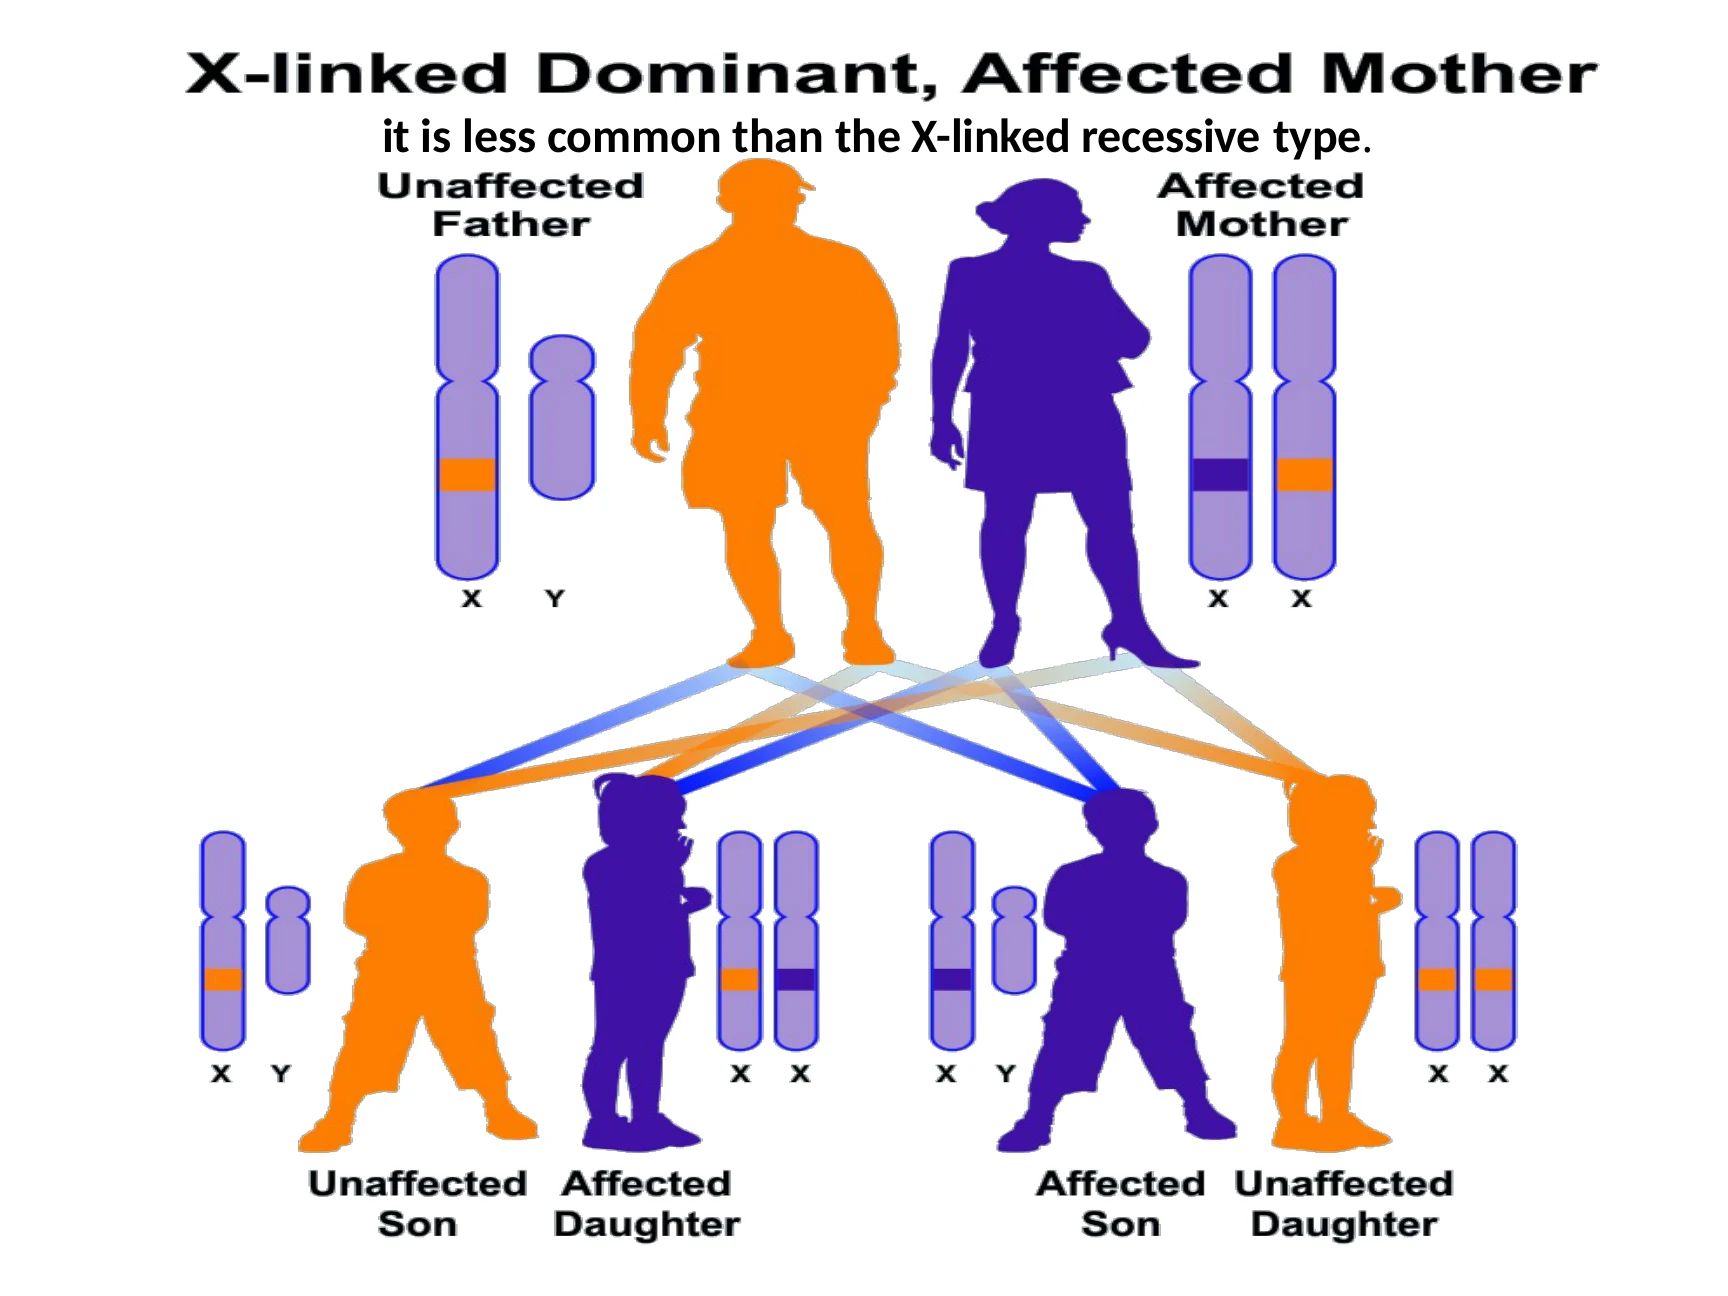 X-linked Dominant, Affected Mother
it is less common than the X-linked recessive type.
Unaffected
Father
Affected
Mother
X Y
X X
X Y
X X
X Y
X X
Unaffected
Son
Affected
Daughter
Affected
Son
Unaffected
Daughter